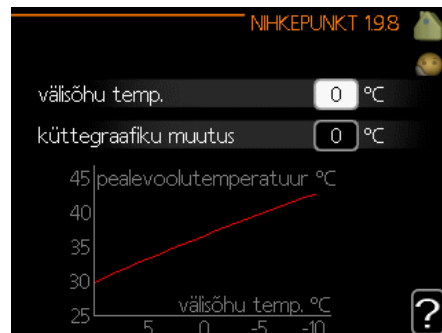 NIHKEPUNKT 1.9.8
välisõhu temp. 0 °C
küttegraafiku muutus 0 °C
45 pealevoolutemperatuur °C
40
35
30
välisõhu temp. °C
25
5 0 -5 -10
?